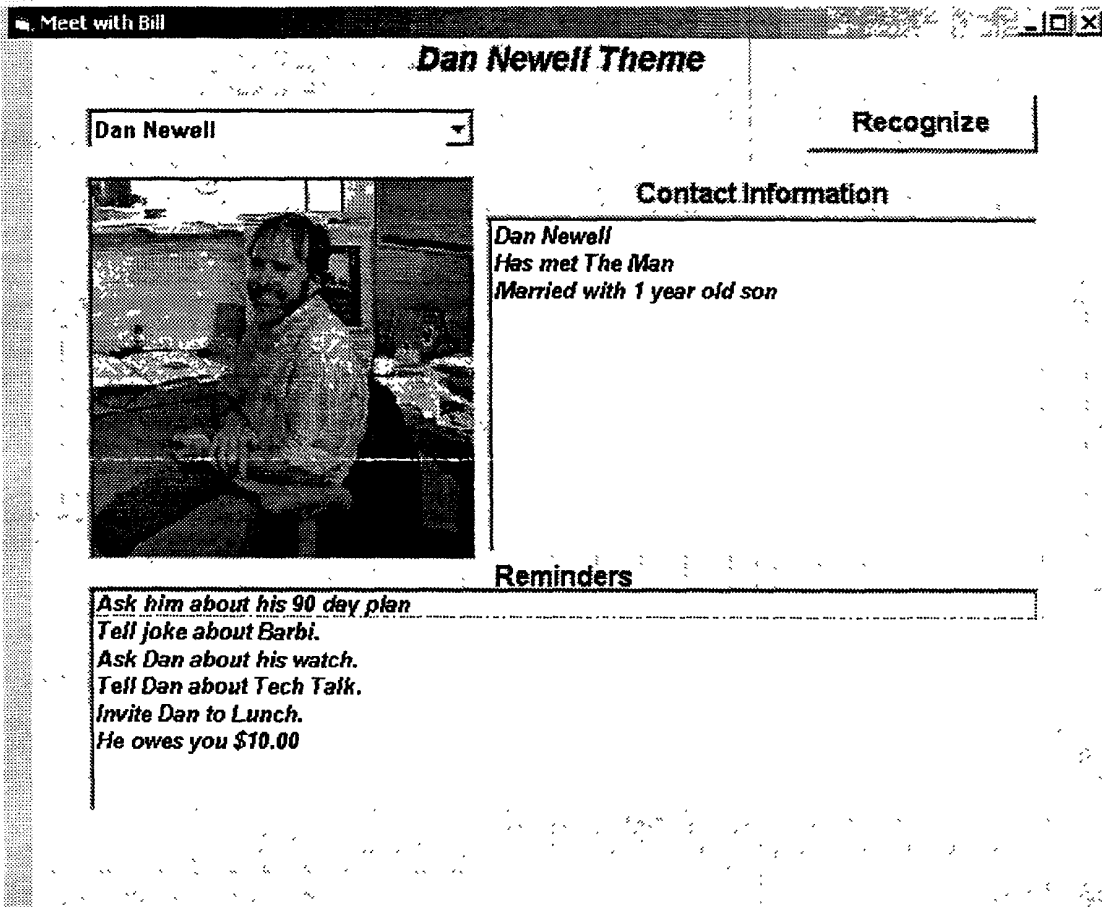 Meet with Bill
Dan Newell Theme
Dan Newell
Recognize
Contact Information
Dan Newell
Has met The Man
Married with 1 year old son
Reminders
Ask him about his 90 day plan
Tell joke about Barbi.
Ask Dan about his watch.
Tell Dan about Tech Talk.
Invite Dan to Lunch.
He owes you $10.00